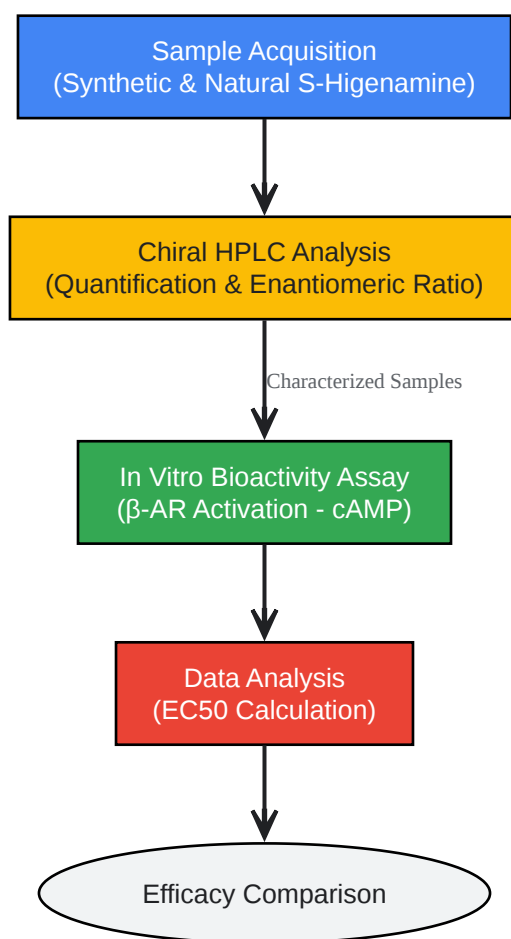 Sample Acquisition
(Synthetic & Natural S-Higenamine)
Chiral HPLC Analysis
(Quantification & Enantiomeric Ratio)
Characterized Samples
In Vitro Bioactivity Assay
(β-AR Activation - cAMP)
Data Analysis
(EC50 Calculation)
Efficacy Comparison